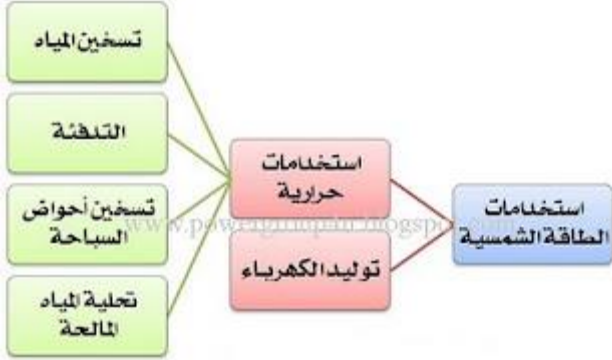 استخدامات
الطاقة الشمسية
استخدامات
حرارية
توليد الكهرباء
تسخين المياه
التدفئة
تسخين أحواض
السباحة
تحلية المياه
المالحة